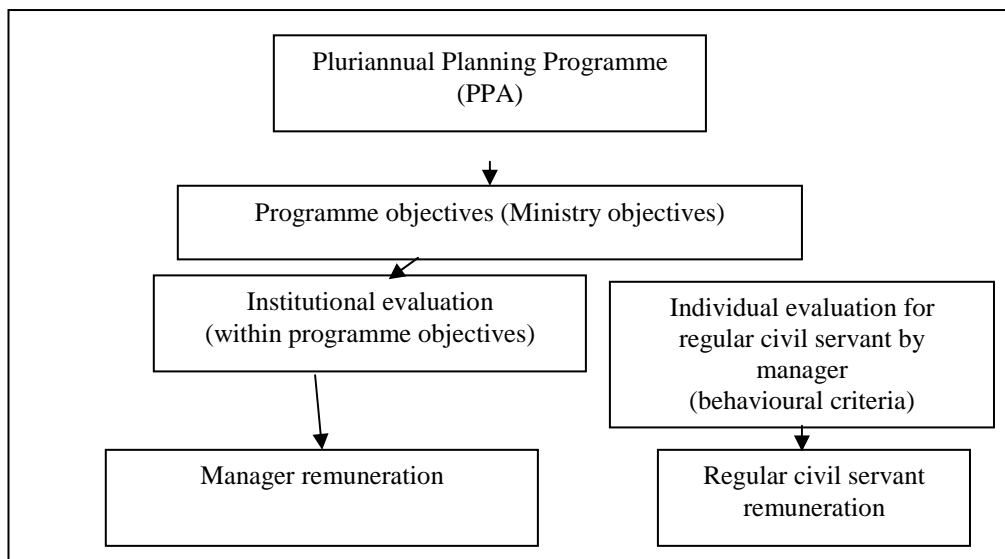 Pluriannual Planning Programme
(PPA)
Programme objectives (Ministry objectives)
Institutional evaluation
(within programme objectives)
Individual evaluation for
regular civil servant by
manager
(behavioural criteria)
Manager remuneration
Regular civil servant
remuneration